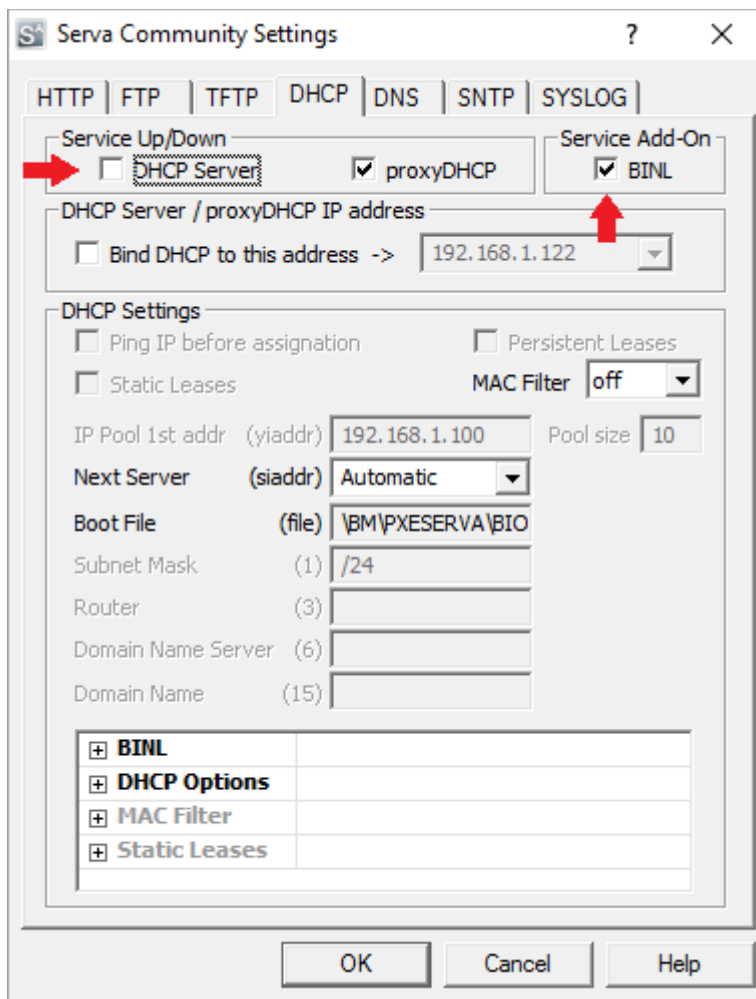 Serva Community Settings ? ✕
HTTP FTP TFTP DHCP DNS SNTP SYSLOG
Service Up/Down Service Add-On
DHCP Server proxyDHCP BINL
DHCP Server / proxyDHCP IP address
Bind DHCP to this address -> 192.168.1.122
DHCP Settings
Ping IP before assignation Persistent Leases
Static Leases MAC Filter off
IP Pool 1st addr (yiaddr) 192.168.1.100 Pool size 10
Next Server (siaddr) Automatic
Boot File (file) \BM\PXESERVA\BIO
Subnet Mask (1) /24
Router (3)
Domain Name Server (6)
Domain Name (15)
BINL
DHCP Options
MAC Filter
Static Leases
OK Cancel Help